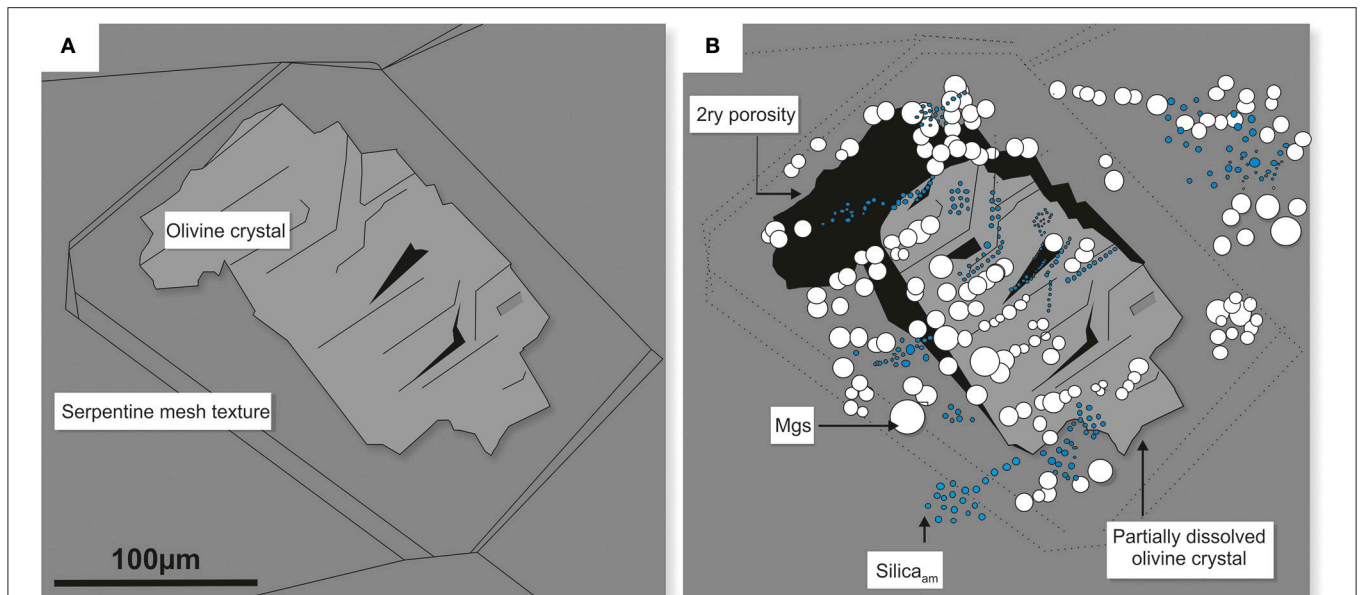 A
Olivine crystal
Serpentine mesh texture
100µm
B
2ry porosity
Mgs
Silicaam
Partially dissolved
olivine crystal